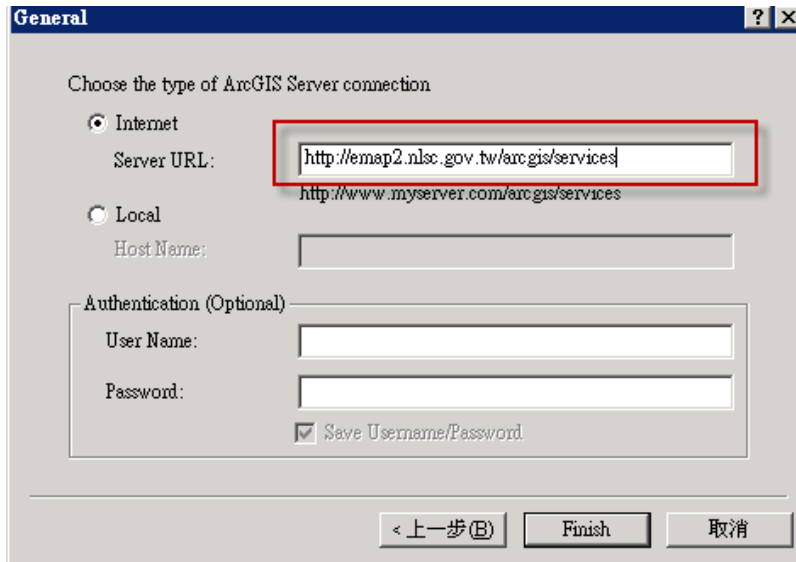 General
Choose the type of ArcGIS Server connection
Internet
Server URL: http://emap2.nlsc.gov.tw/arcgis/services
http://www.myserver.com/arcgis/services
Local
Host Name:
Authentication (Optional)
User Name:
Password:
Save Username/Password
<上一步(B) Finish 取消